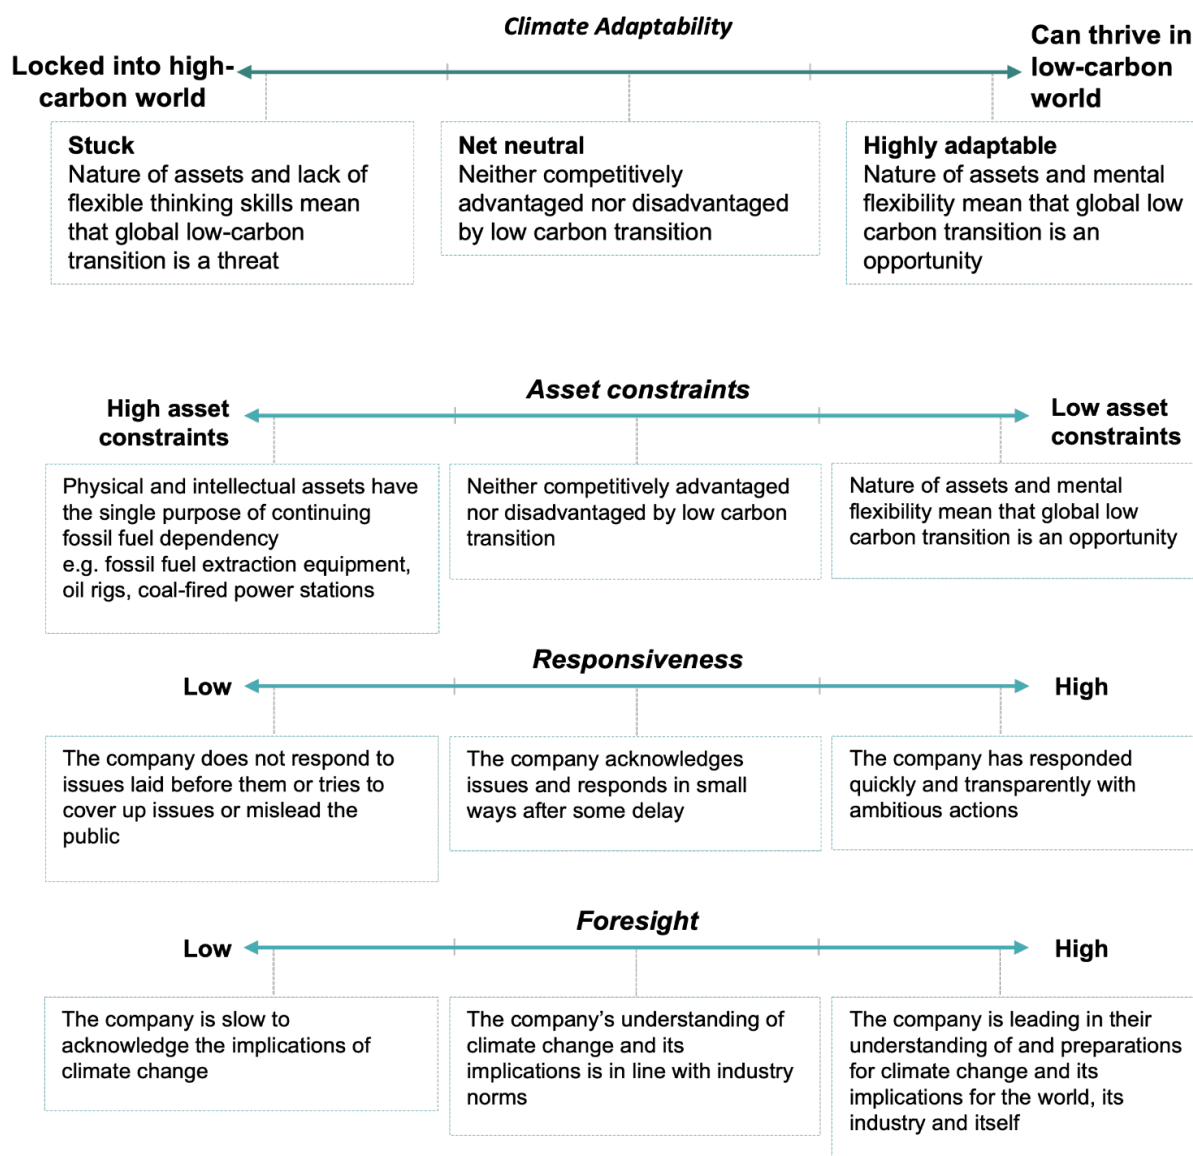 Climate Adaptability
Locked into high-
carbon world
Can thrive in
low-carbon
world
Stuck
Nature of assets and lack of
flexible thinking skills mean
that global low-carbon
transition is a threat
Net neutral
Neither competitively
advantaged nor disadvantaged
by low carbon transition
Highly adaptable
Nature of assets and mental
flexibility mean that global low
carbon transition is an
opportunity
Asset constraints
High asset
constraints
Low asset
constraints
Physical and intellectual assets have
the single purpose of continuing
fossil fuel dependency
e.g. fossil fuel extraction equipment,
oil rigs, coal-fired power stations
Neither competitively advantaged
nor disadvantaged by low carbon
transition
Nature of assets and mental
flexibility mean that global low
carbon transition is an opportunity
Responsiveness
Low
High
The company does not respond to
issues laid before them or tries to
cover up issues or mislead the
public
The company acknowledges
issues and responds in small
ways after some delay
The company has responded
quickly and transparently with
ambitious actions
Foresight
Low
High
The company is slow to
acknowledge the implications of
climate change
The company’s understanding of
climate change and its
implications is in line with industry
norms
The company is leading in their
understanding of and preparations
for climate change and its
implications for the world, its
industry and itself